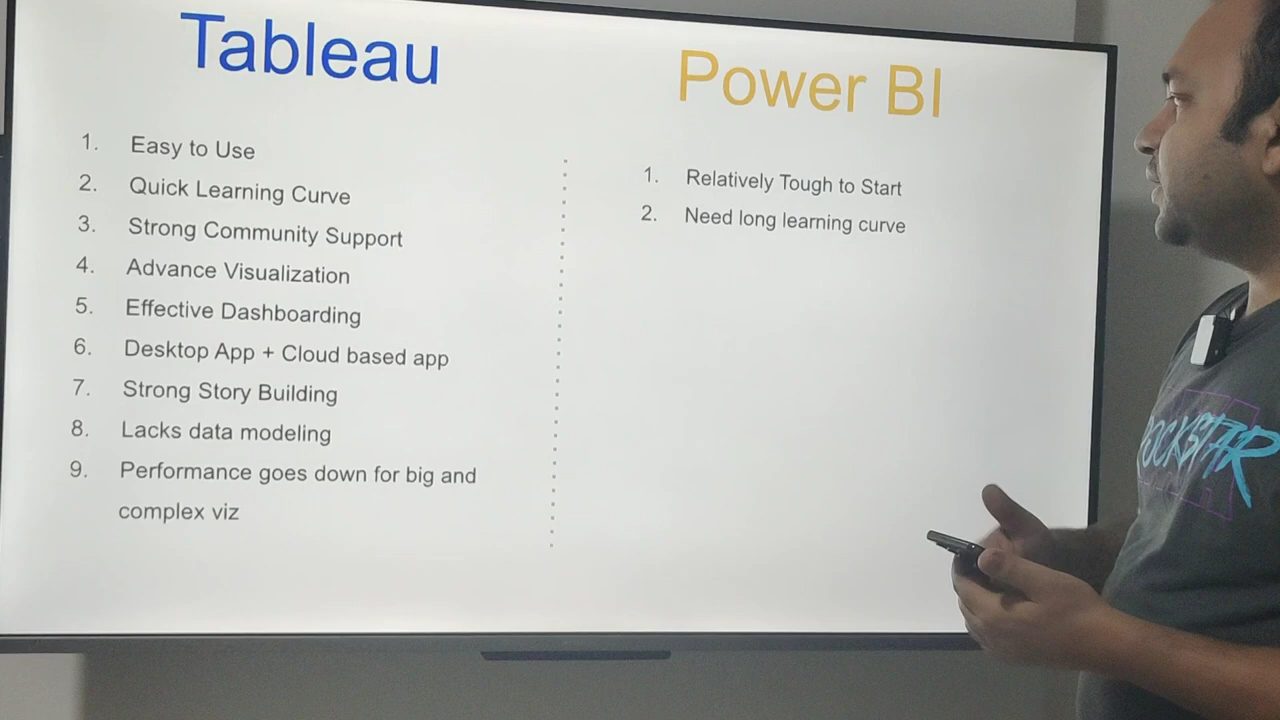 Tableau
1. Easy to Use
2. Quick Learning Curve
3. Strong Community Support
4. Advance Visualization
5. Effective Dashboarding
6. Desktop App + Cloud based app
7. Strong Story Building
8. Lacks data modeling
9. Performance goes down for big and
complex viz
Power BI
1. Relatively Tough to Start
2. Need long learning curve
ROCKSTAR